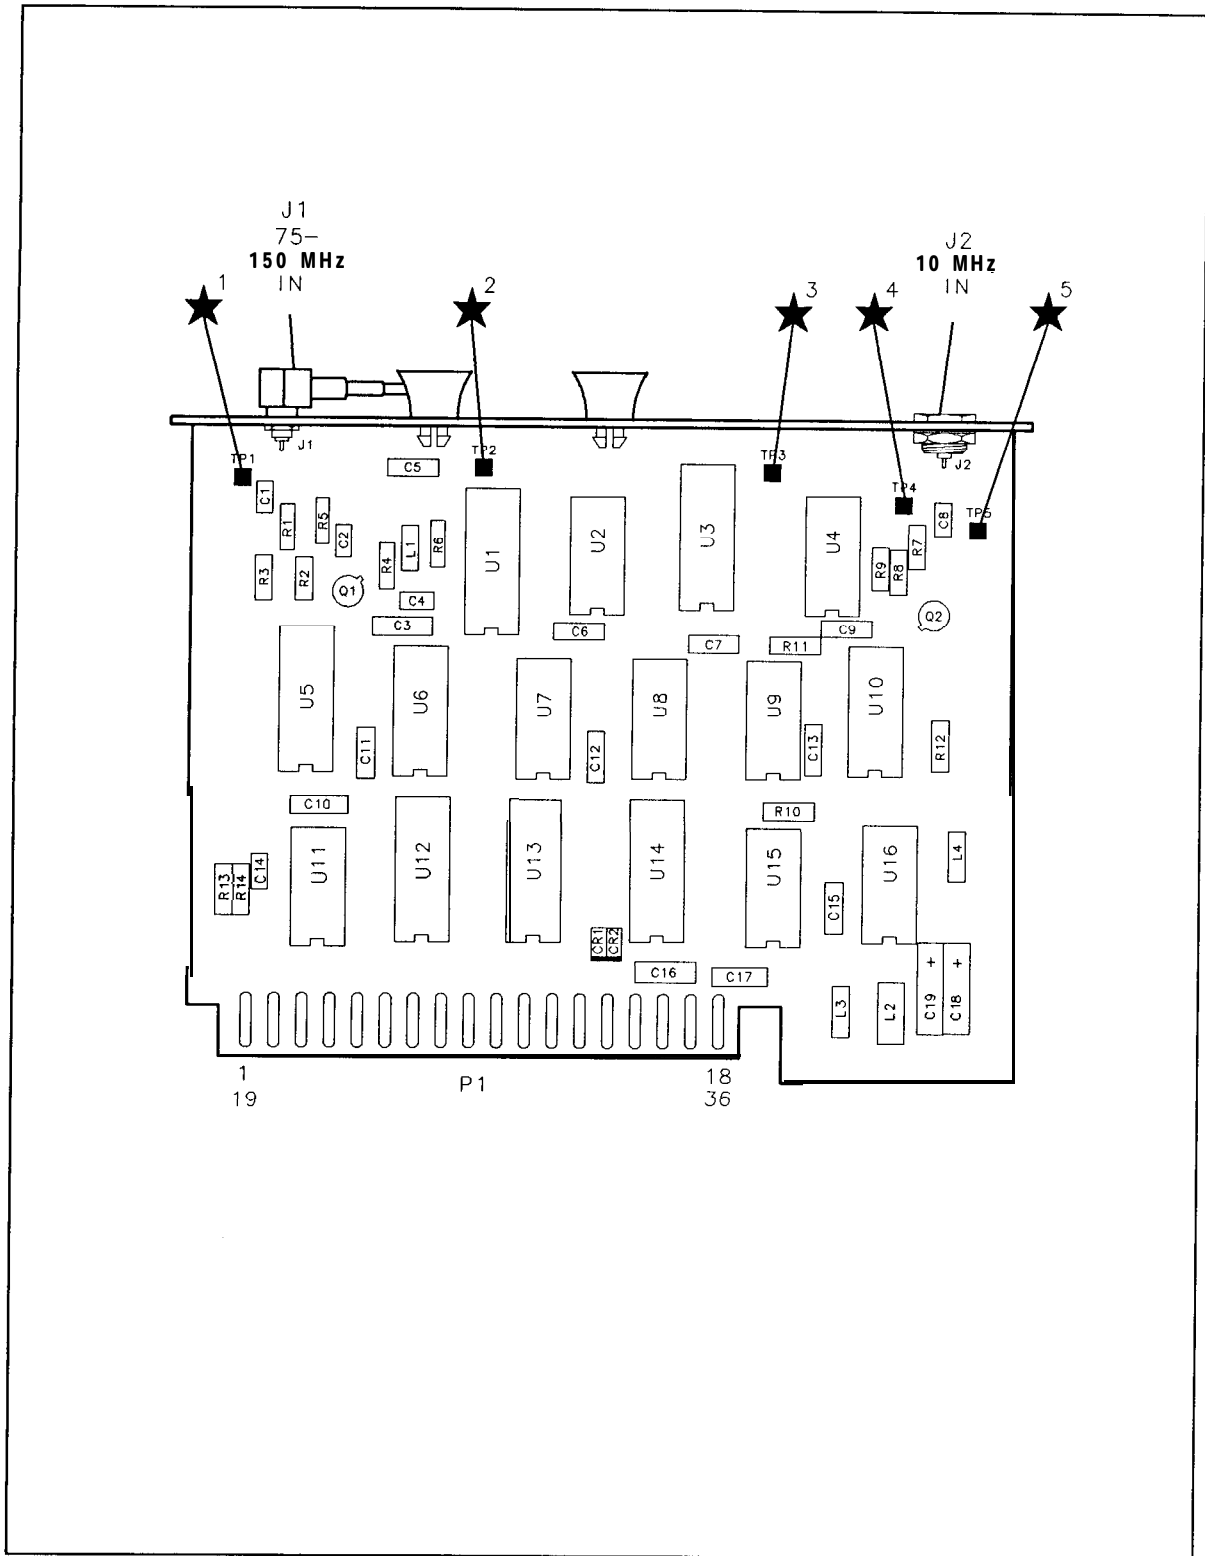 J1
75-
150 MHz
IN
J2
10 MHz
IN
1
2
3
4
5
J1
J2
TP1
TP2
TP3
TP4
TP5
C5
C1
R1
R5
C2
R4
L1
R6
R3
R2
Q1
C4
C3
U1
U2
U3
U4
C8
R7
R9
R8
Q2
C6
C7
R11
C9
U5
U6
U7
U8
U9
U10
C11
C12
C13
R12
C10
R10
U11
U12
U13
U14
U15
U16
L4
R13
R14
C14
C15
CR1
CR2
C16
C17
L3
L2
C19 +
C18 +
1
19
P1
18
36